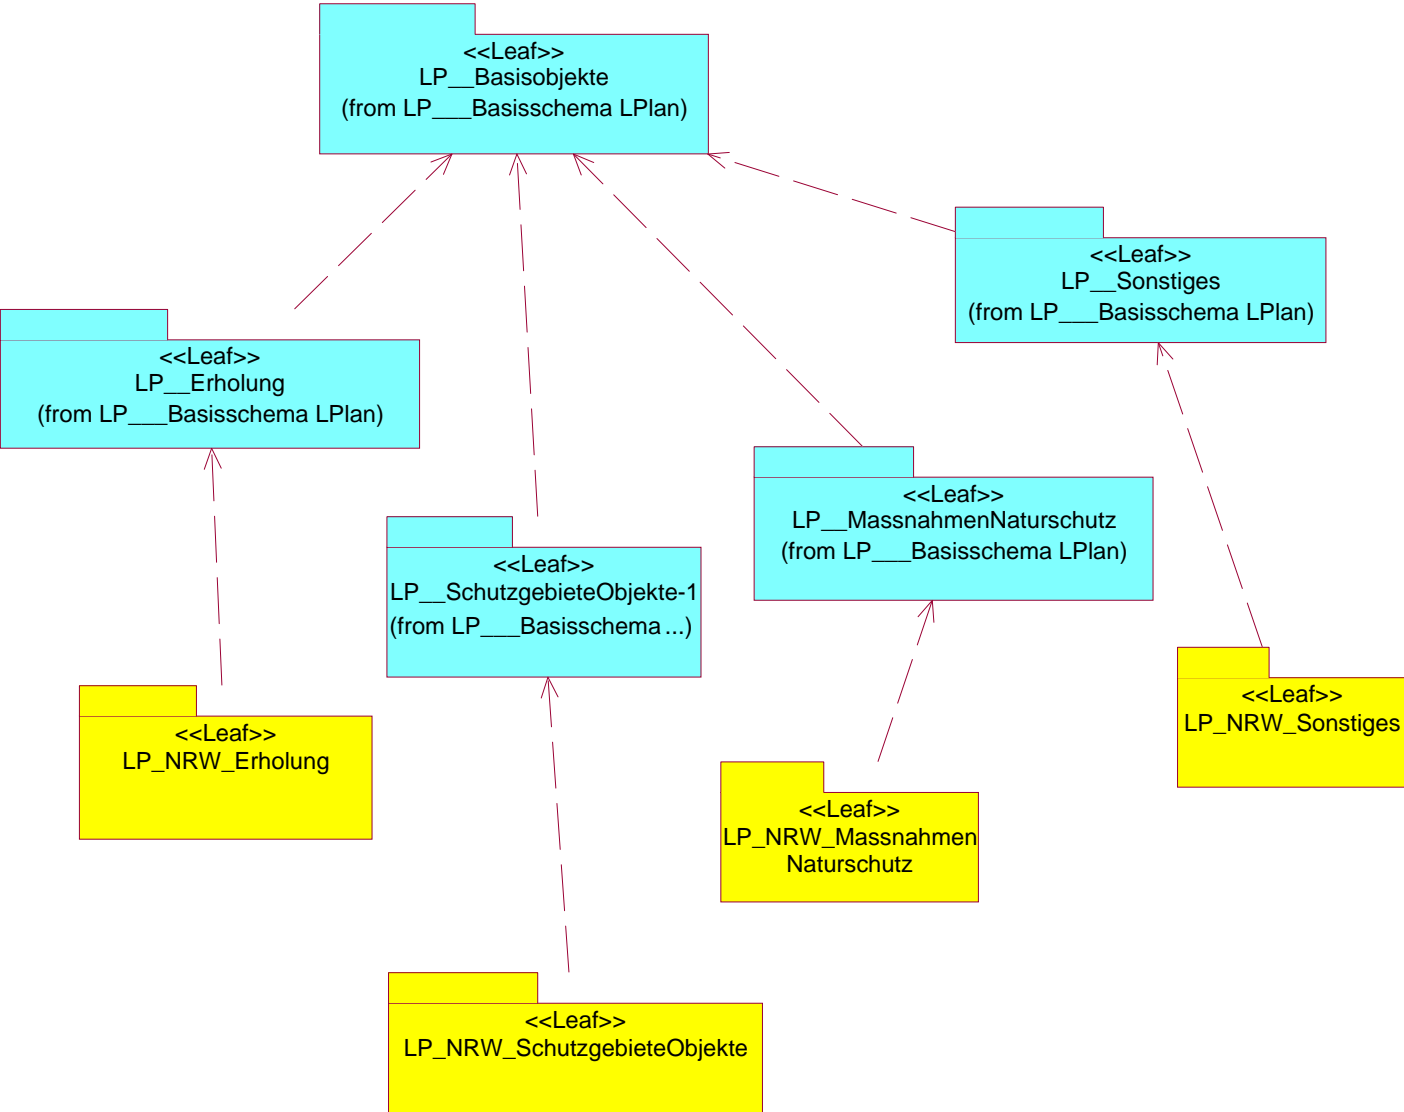 <<Leaf>>
LP__Basisobjekte
(from LP___Basisschema LPlan)
<<Leaf>>
LP__Sonstiges
(from LP___Basisschema LPlan)
<<Leaf>>
LP__Erholung
(from LP___Basisschema LPlan)
<<Leaf>>
LP__MassnahmenNaturschutz
(from LP___Basisschema LPlan)
<<Leaf>>
LP__SchutzgebieteObjekte-1
(from LP___Basisschema ...)
<<Leaf>>
LP_NRW_Sonstiges
<<Leaf>>
LP_NRW_Erholung
<<Leaf>>
LP_NRW_Massnahmen
Naturschutz
<<Leaf>>
LP_NRW_SchutzgebieteObjekte